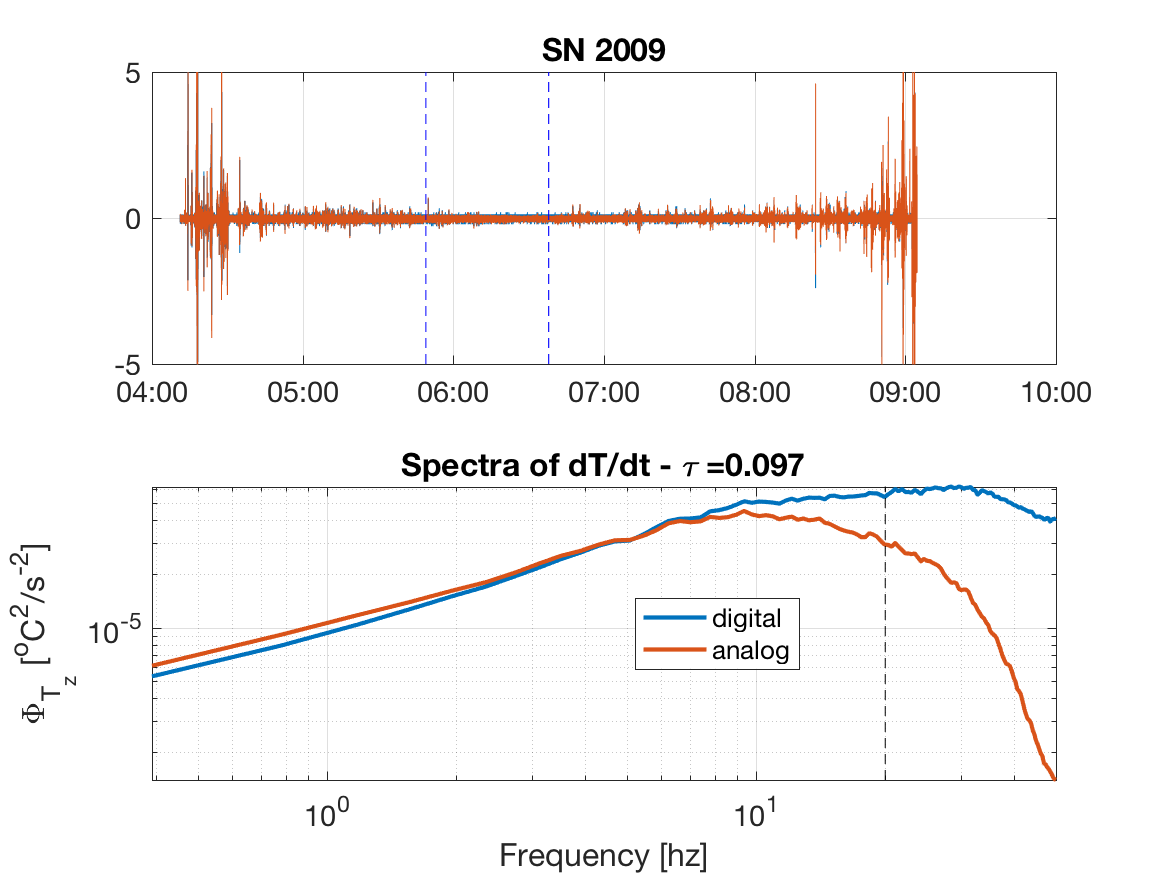 SN 2009
5
0
-5
04:00 05:00 06:00 07:00 08:00 09:00 10:00
Spectra of dT/dt - τ =0.097
Φ_{T_z} [°C²/s⁻²]
10⁻⁵
digital
analog
10⁰ 10¹
Frequency [hz]